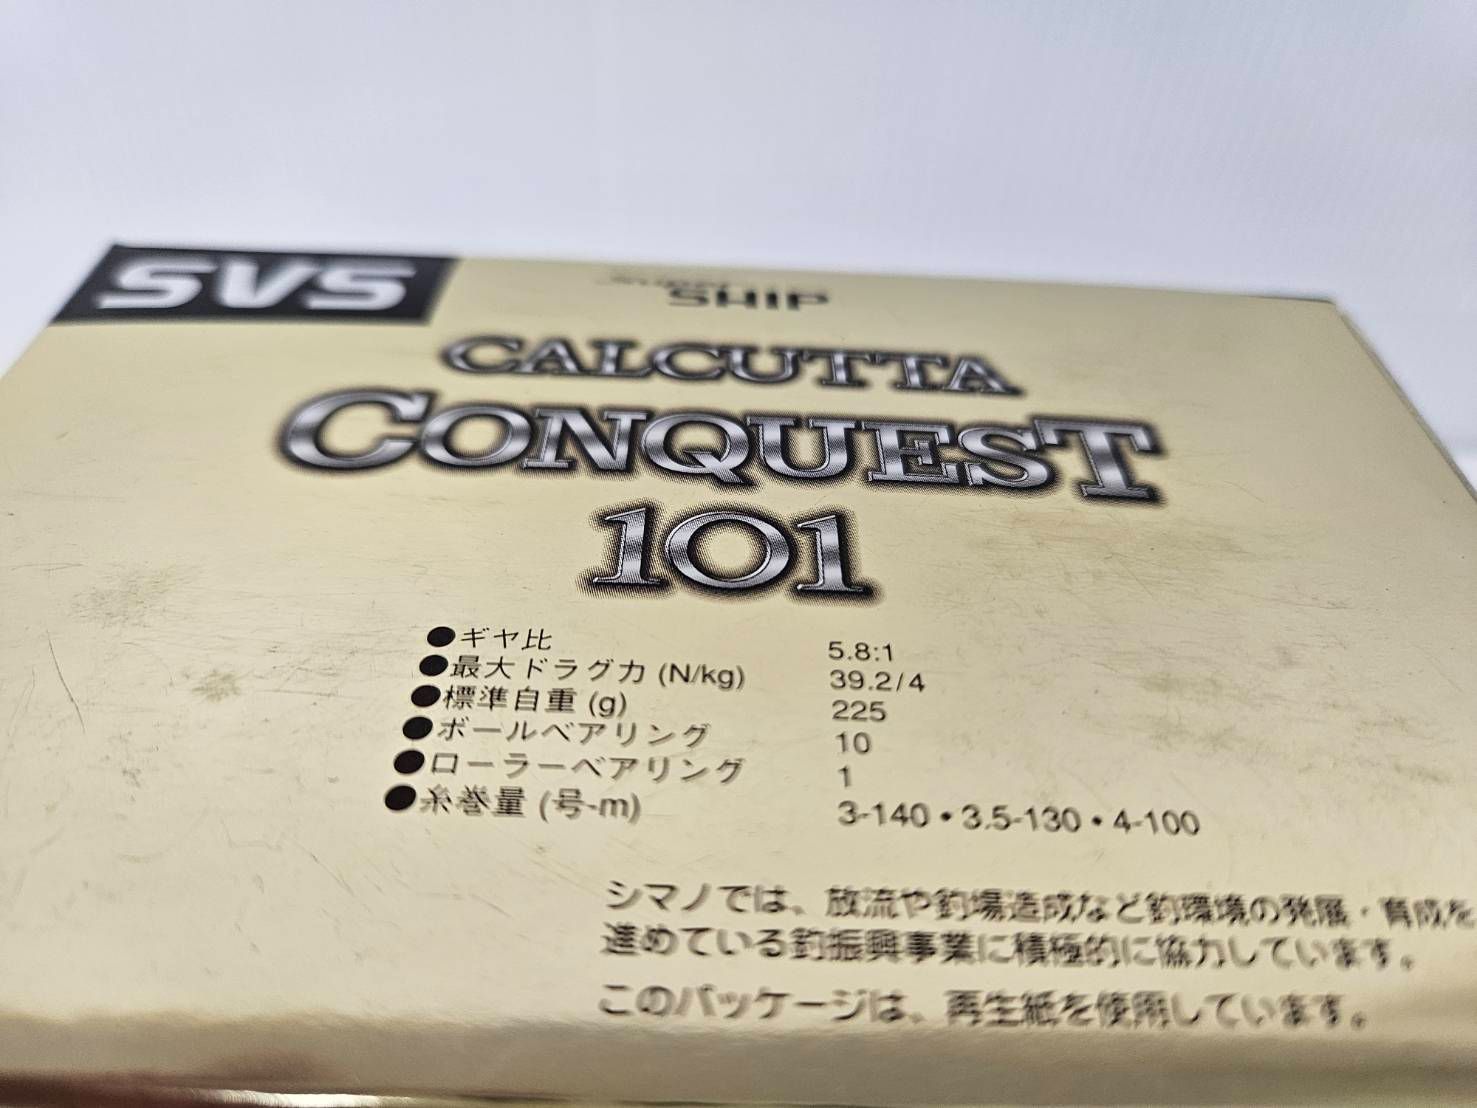 SVS
SHIP
CALCUTTA
CONQUEST
101
●ギヤ比 5.8:1
●最大ドラグ力 (N/kg) 39.2/4
●標準自重 (g) 225
●ボールベアリング 10
●ローラーベアリング 1
●糸巻量 (号-m) 3-140・3.5-130・4-100
シマノでは、放流や釣場造成など釣環境の発展・育成を
進めている釣振興事業に積極的に協力しています。
このパッケージは、再生紙を使用しています。